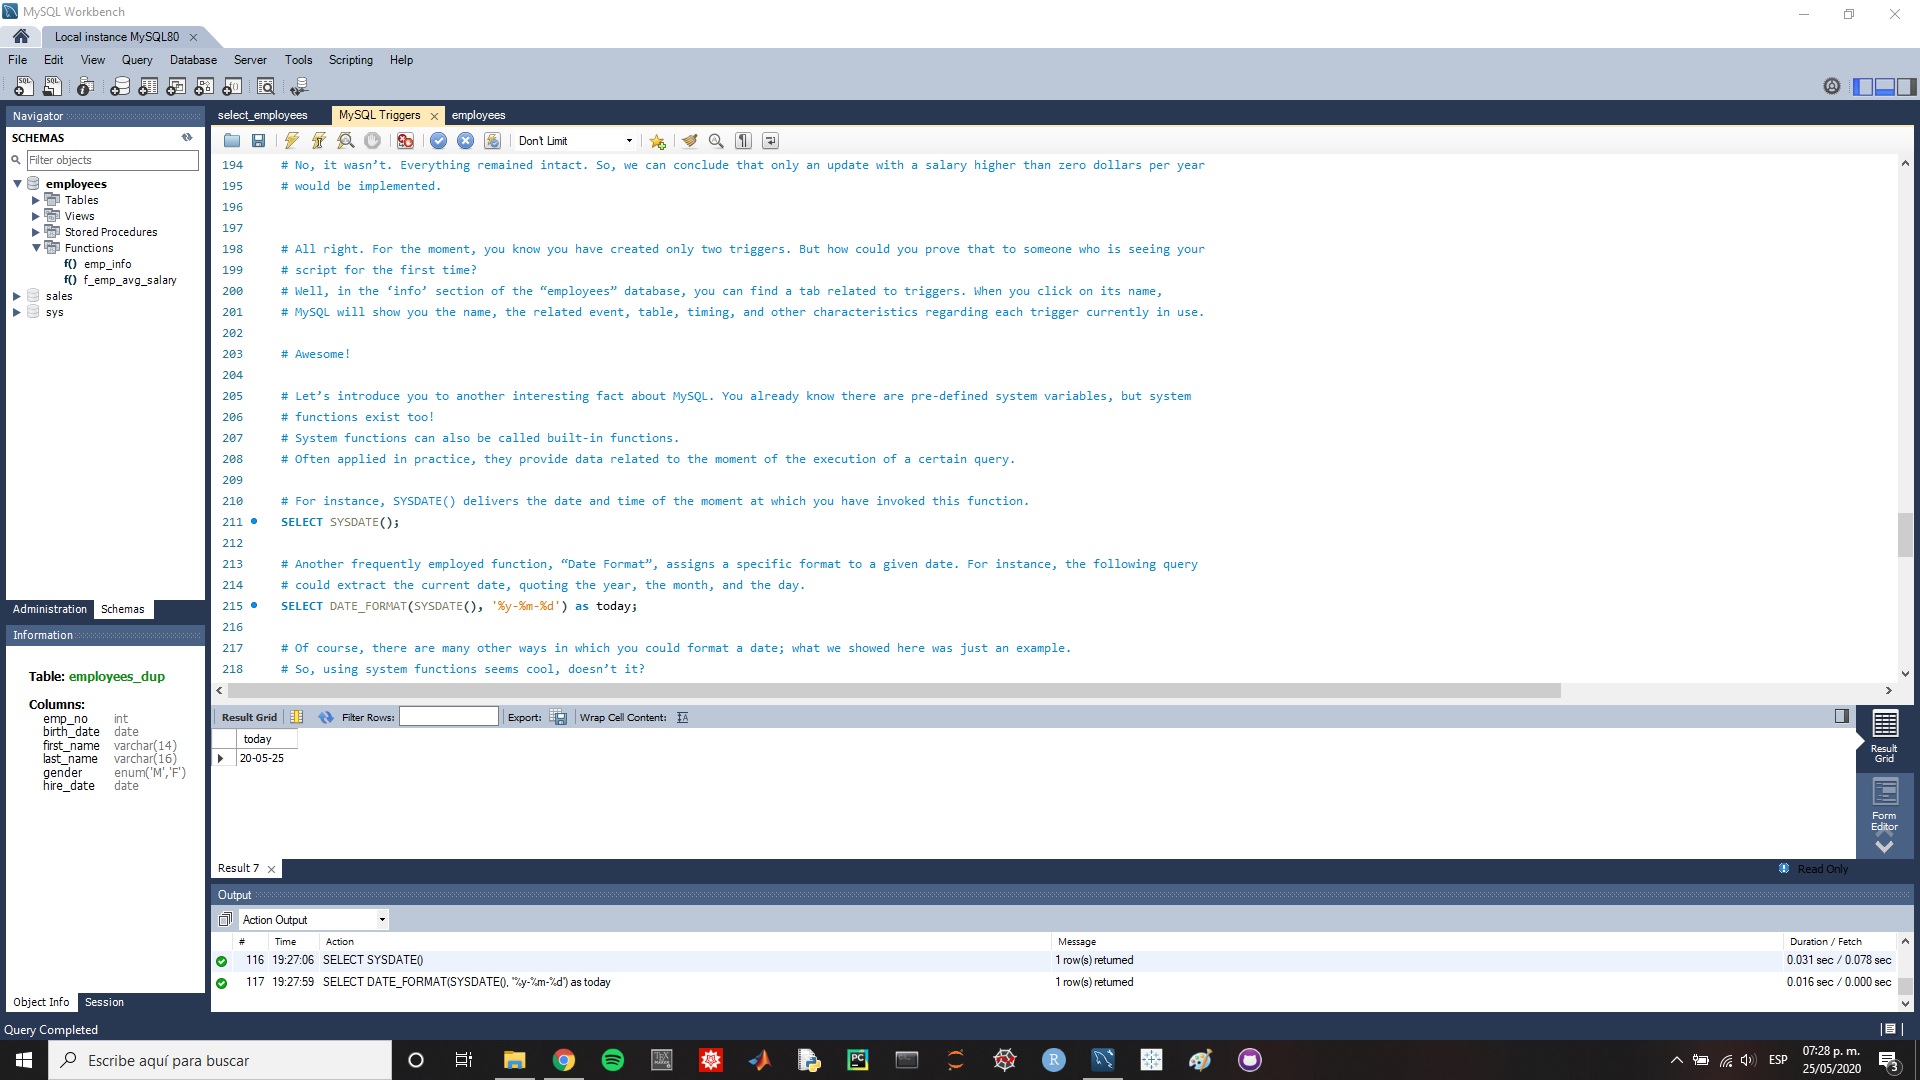 MySQL Workbench
Local instance MySQL80
File Edit View Query Database Server Tools Scripting Help
Navigator
SCHEMAS
Filter objects
employees
Tables
Views
Stored Procedures
Functions
f() emp_info
f() f_emp_avg_salary
sales
sys
Administration Schemas
Information
Table: employees_dup
Columns:
emp_no int
birth_date date
first_name varchar(14)
last_name varchar(16)
gender enum('M','F')
hire_date date
Object Info Session
select_employees MySQL Triggers employees
Don't Limit
194 # No, it wasn’t. Everything remained intact. So, we can conclude that only an update with a salary higher than zero dollars per year
195 # would be implemented.
196
197
198 # All right. For the moment, you know you have created only two triggers. But how could you prove that to someone who is seeing your
199 # script for the first time?
200 # Well, in the ‘info’ section of the “employees” database, you can find a tab related to triggers. When you click on its name,
201 # MySQL will show you the name, the related event, table, timing, and other characteristics regarding each trigger currently in use.
202
203 # Awesome!
204
205 # Let’s introduce you to another interesting fact about MySQL. You already know there are pre-defined system variables, but system
206 # functions exist too!
207 # System functions can also be called built-in functions.
208 # Often applied in practice, they provide data related to the moment of the execution of a certain query.
209
210 # For instance, SYSDATE() delivers the date and time of the moment at which you have invoked this function.
211 SELECT SYSDATE();
212
213 # Another frequently employed function, “Date Format”, assigns a specific format to a given date. For instance, the following query
214 # could extract the current date, quoting the year, the month, and the day.
215 SELECT DATE_FORMAT(SYSDATE(), '%y-%m-%d') as today;
216
217 # Of course, there are many other ways in which you could format a date; what we showed here was just an example.
218 # So, using system functions seems cool, doesn’t it?
Result Grid Filter Rows: Export: Wrap Cell Content:
today
20-05-25
Result Grid
Form Editor
Result 7
Read Only
Output
Action Output
# Time Action Message Duration / Fetch
116 19:27:06 SELECT SYSDATE() 1 row(s) returned 0.031 sec / 0.078 sec
117 19:27:59 SELECT DATE_FORMAT(SYSDATE(), '%y-%m-%d') as today 1 row(s) returned 0.016 sec / 0.000 sec
Query Completed
Escribe aquí para buscar
ESP
07:28 p. m.
25/05/2020
3